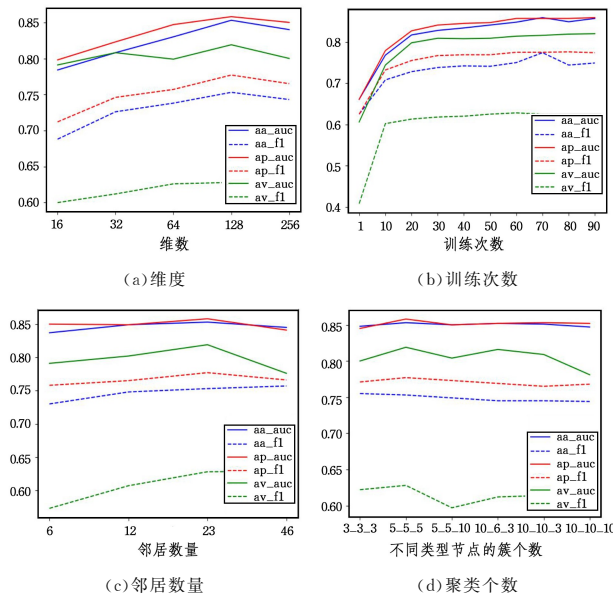 0.85
0.80
0.75
0.70
0.65
0.60
aa_auc
aa_f1
ap_auc
ap_f1
av_auc
av_f1
16 32 64 128 256
维数
(a)维度
0.8
0.7
0.6
0.5
0.4
aa_auc
aa_f1
ap_auc
ap_f1
av_auc
av_f1
1 10 20 30 40 50 60 70 80 90
训练次数
(b)训练次数
0.85
0.80
0.75
0.70
0.65
0.60
aa_auc
aa_f1
ap_auc
ap_f1
av_auc
av_f1
6 12 23 46
邻居数量
(c)邻居数量
0.85
0.80
0.75
0.70
0.65
0.60
aa_auc
aa_f1
ap_auc
ap_f1
av_auc
av_f1
3_3_3 5_5_5 5_5_10 10_6_3 10_10_3 10_10_10
不同类型节点的簇个数
(d)聚类个数